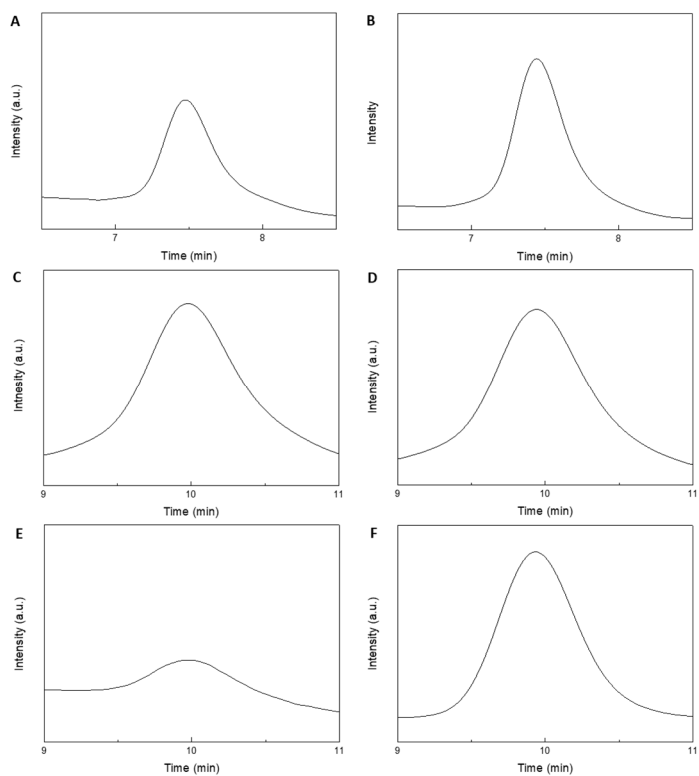 A
Intensity (a.u.)
7
8
Time (min)
B
Intensity
7
8
Time (min)
C
Intnesity (a.u.)
9
10
11
Time (min)
D
Intensity (a.u.)
9
10
11
Time (min)
E
Intensity (a.u.)
9
10
11
Time (min)
F
Intensity (a.u.)
9
10
11
Time (min)